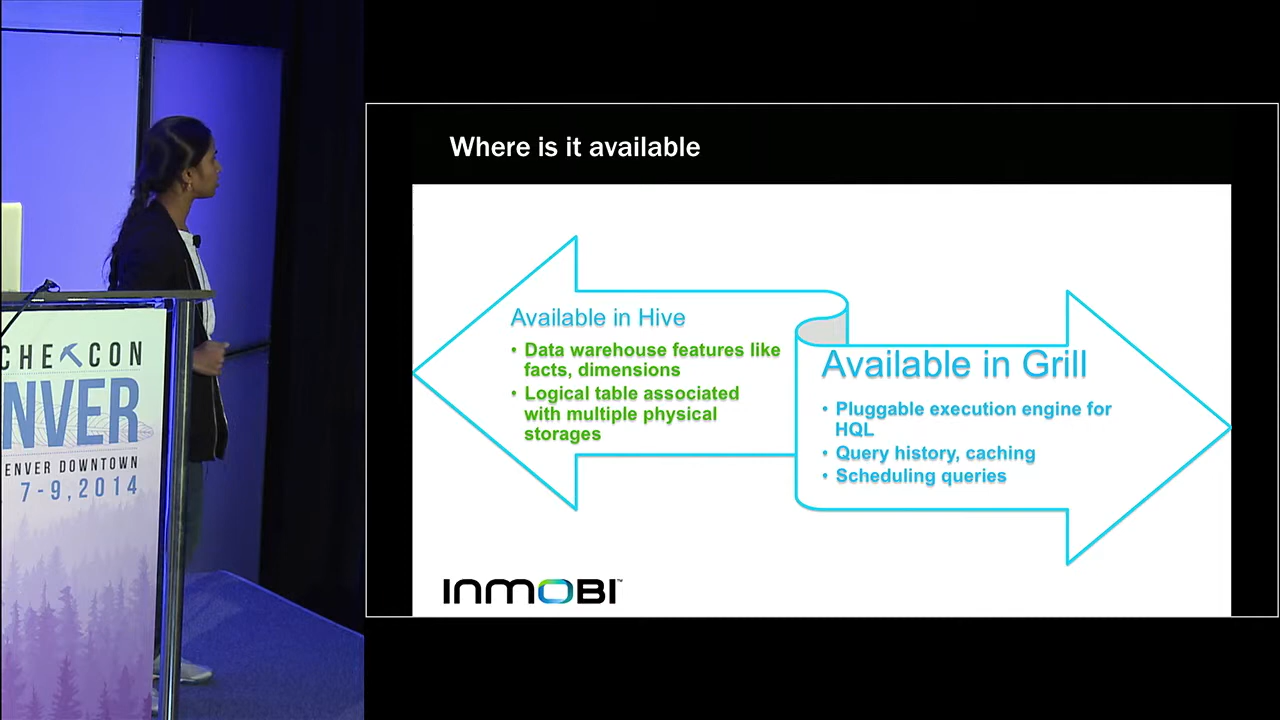 CHE CON
NVER
ENVER DOWNTOWN
7-9, 2014
Where is it available
Available in Hive
• Data warehouse features like
facts, dimensions
• Logical table associated
with multiple physical
storages
Available in Grill
• Pluggable execution engine for
HQL
• Query history, caching
• Scheduling queries
INMOBI™